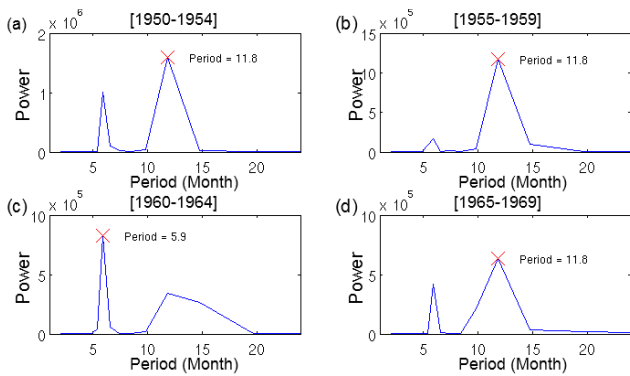 (a)
[1950-1954]
x 10^6
2
1
0
Power
Period = 11.8
5 10 15 20
Period (Month)
(b)
[1955-1959]
x 10^5
15
10
5
0
Power
Period = 11.8
5 10 15 20
Period (Month)
(c)
[1960-1964]
x 10^5
10
5
0
Power
Period = 5.9
5 10 15 20
Period (Month)
(d)
[1965-1969]
x 10^5
10
5
0
Power
Period = 11.8
5 10 15 20
Period (Month)